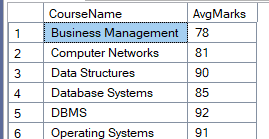 CourseName AvgMarks
1 Business Management 78
2 Computer Networks 81
3 Data Structures 90
4 Database Systems 85
5 DBMS 92
6 Operating Systems 91